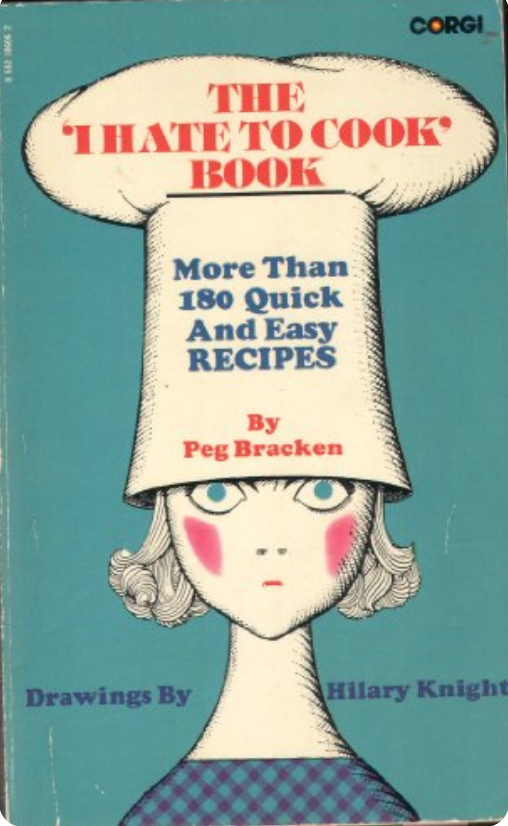 CORGI
THE
'I HATE TO COOK'
BOOK
More Than
180 Quick
And Easy
RECIPES
By
Peg Bracken
Drawings By Hilary Knight